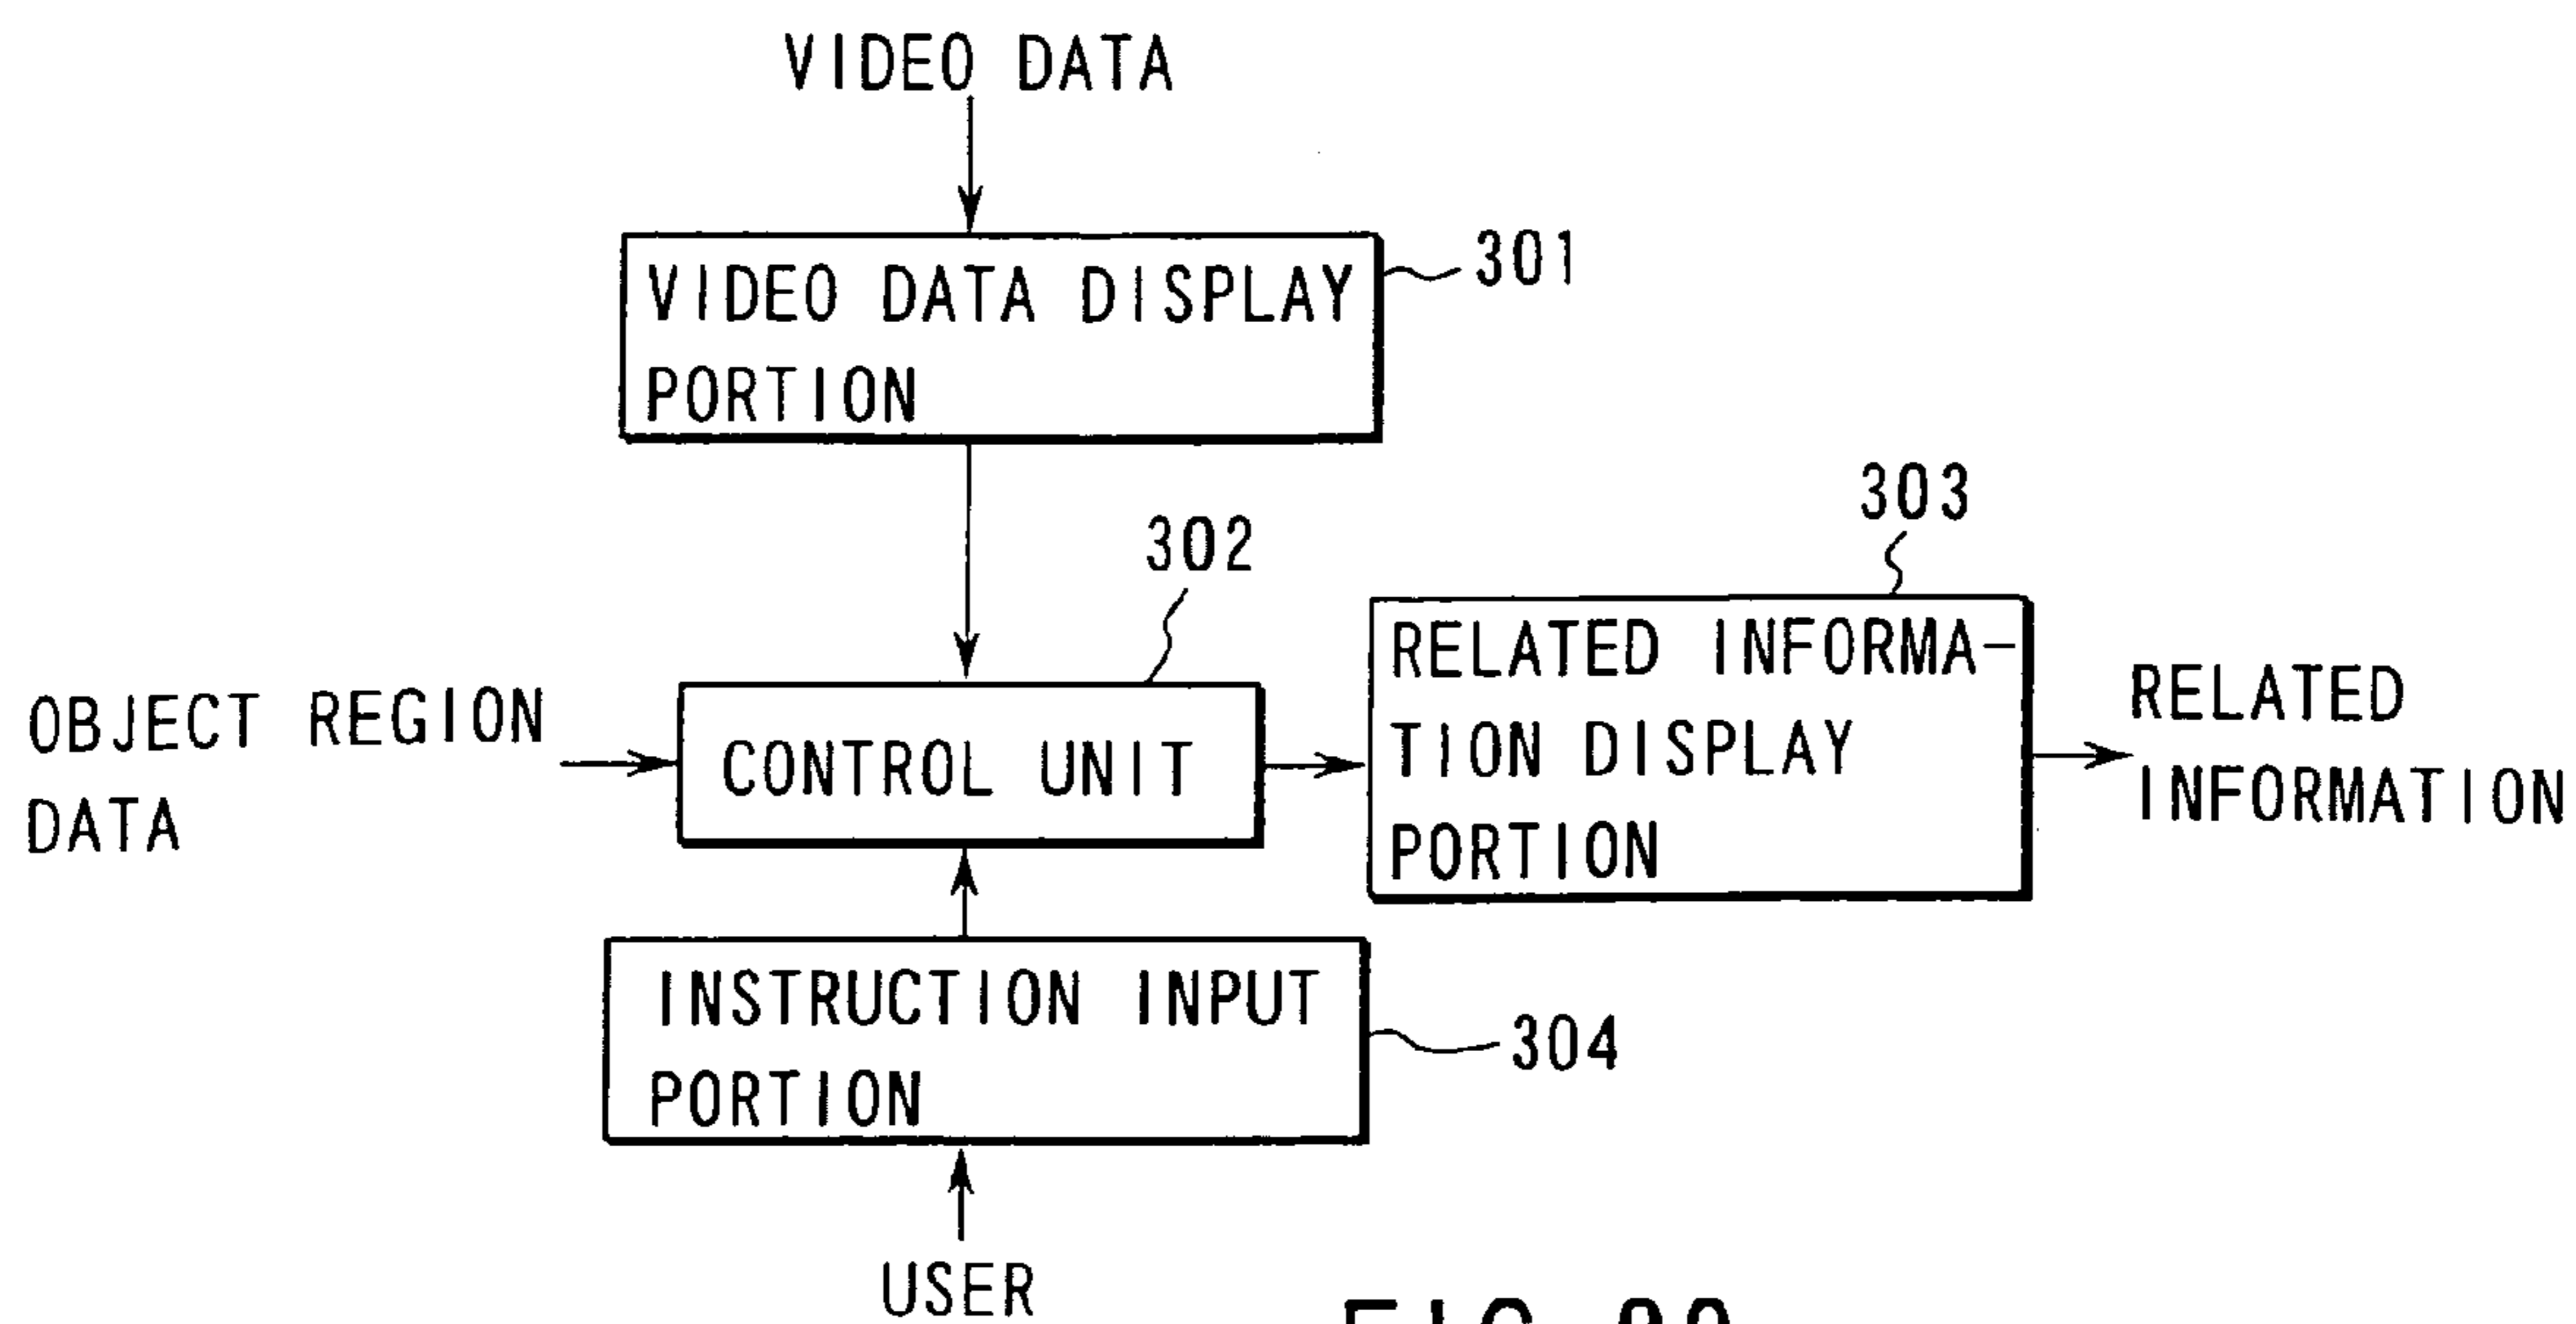 VIDEO DATA
VIDEO DATA DISPLAY
PORTION
301
302
303
OBJECT REGION
DATA
CONTROL UNIT
RELATED INFORMA-
TION DISPLAY
PORTION
RELATED
INFORMATION
INSTRUCTION INPUT
PORTION
304
USER